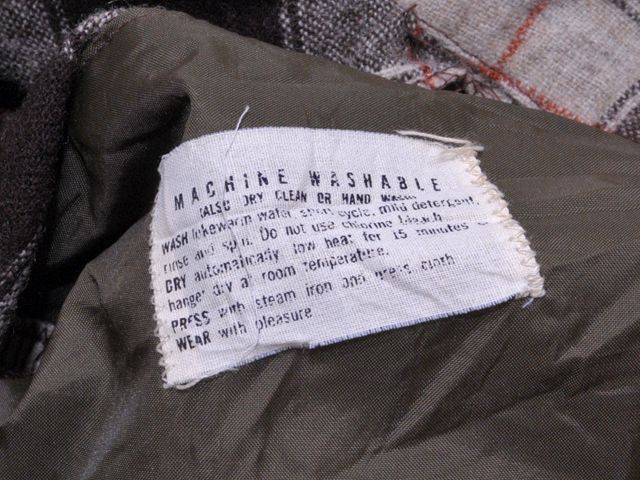 MACHINE WASHABLE
(ALSO DRY CLEAN OR HAND WASH)
WASH lukewarm water, short cycle, mild detergent,
rinse and spin. Do not use chlorine bleach.
DRY automatically low heat for 15 minutes
hanger dry at room temperature.
PRESS with steam iron and press cloth
WEAR with pleasure